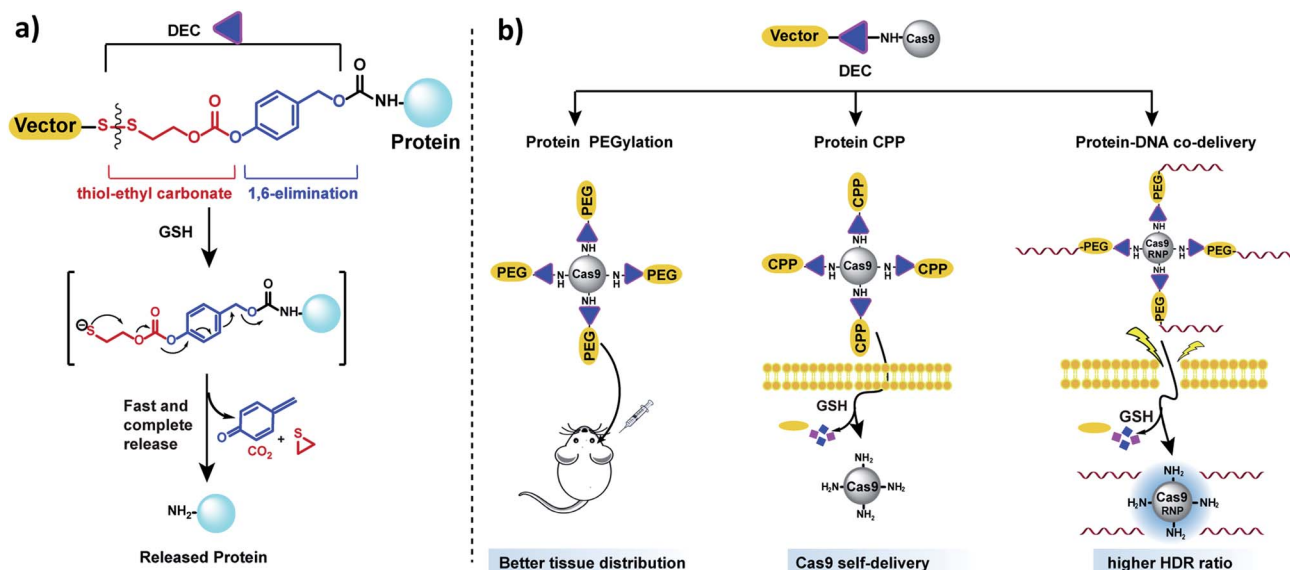 a)
DEC
Vector
S
S
O
O
O
O
O
NH
Protein
thiol-ethyl carbonate
1,6-elimination
GSH
⊖
S
O
O
O
O
O
NH
Fast and
complete
release
O
+
S
CO2
NH2
Released Protein
b)
Vector
NH
Cas9
DEC
Protein PEGylation
PEG
NH
PEG
N
H
Cas9
N
H
PEG
NH
PEG
Better tissue distribution
Protein CPP
CPP
NH
CPP
N
H
Cas9
N
H
CPP
NH
CPP
GSH
NH2
H2N
Cas9
NH2
NH2
Cas9 self-delivery
Protein-DNA co-delivery
PEG
NH
PEG
N
H
Cas9
RNP
N
H
PEG
NH
PEG
GSH
NH2
H2N
Cas9
RNP
NH2
NH2
higher HDR ratio